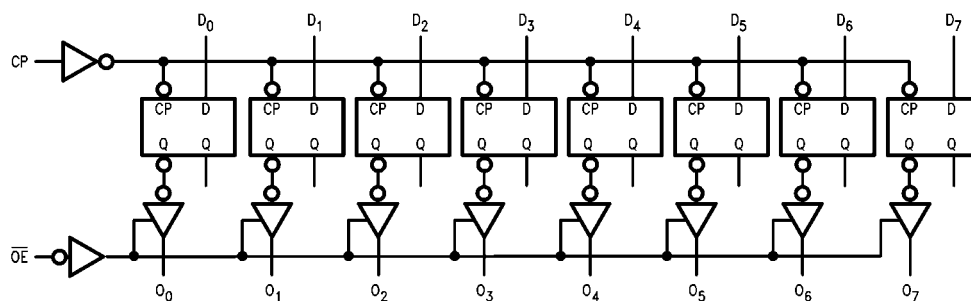 D₀ D₁ D₂ D₃ D₄ D₅ D₆ D₇
CP
CP D CP D CP D CP D CP D CP D CP D CP D
Q Q Q Q Q Q Q Q Q Q Q Q Q Q Q Q
O̅E̅
O₀ O₁ O₂ O₃ O₄ O₅ O₆ O₇